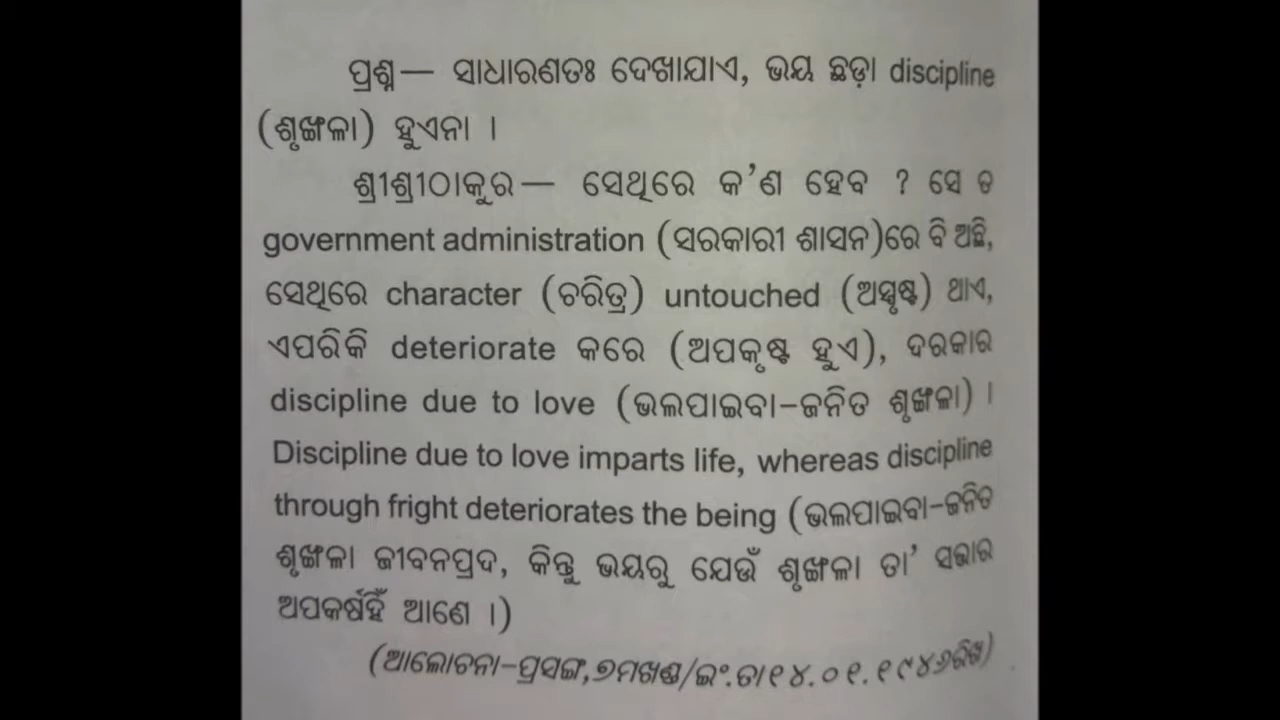 ପ୍ରଶ୍ନ— ସାଧାରଣତଃ ଦେଖାଯାଏ, ଭୟ ଛଡ଼ା discipline
(ଶୃଙ୍ଖଳା) ହୁଏନା ।
ଶ୍ରୀଶ୍ରୀଠାକୁର— ସେଥିରେ କ’ଣ ହେବ ? ସେ ତ
government administration (ସରକାରୀ ଶାସନ)ରେ ବି ଅଛି,
ସେଥିରେ character (ଚରିତ୍ର) untouched (ଅସ୍ପୃଷ୍ଟ) ଥାଏ,
ଏପରିକି deteriorate କରେ (ଅପକୃଷ୍ଟ ହୁଏ), ଦରକାର
discipline due to love (ଭଲପାଇବା-ଜନିତ ଶୃଙ୍ଖଳା) ।
Discipline due to love imparts life, whereas discipline
through fright deteriorates the being (ଭଲପାଇବା-ଜନିତ
ଶୃଙ୍ଖଳା ଜୀବନପ୍ରଦ, କିନ୍ତୁ ଭୟରୁ ଯେଉଁ ଶୃଙ୍ଖଳା ତା’ ସତ୍ତାର
ଅପକର୍ଷହିଁ ଆଣେ ।)
(ଆଲୋଚନା-ପ୍ରସଙ୍ଗ,୭ମଖଣ୍ଡ/ଇଂ.ତା୧୪.୦୧.୧୯୪୬ରିଖ)